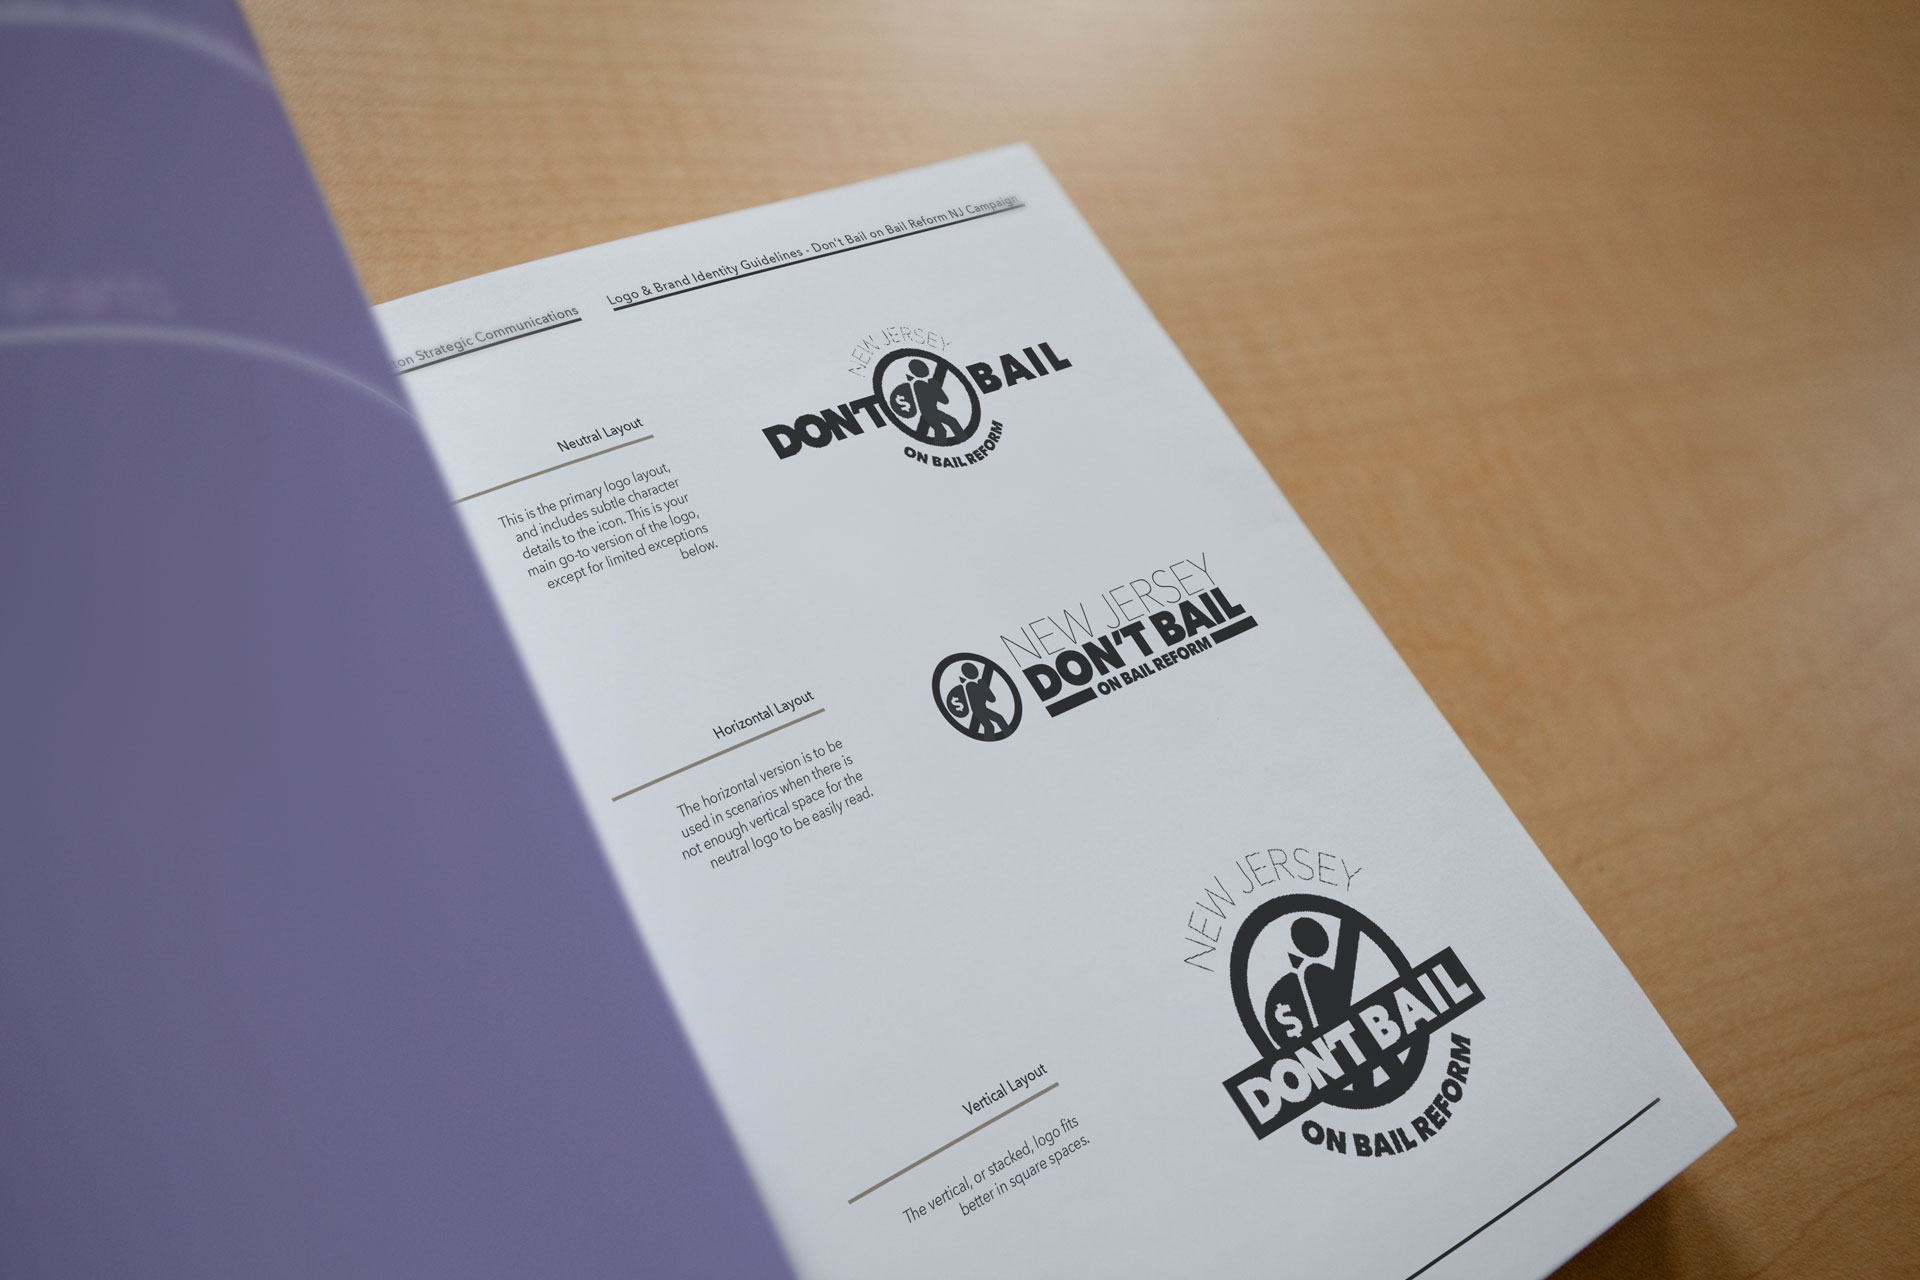 Strategic Communications
Logo & Brand Identity Guidelines - Don't Bail on Bail Reform NJ Campaign
Neutral Layout
This is the primary logo layout,
and includes subtle character
details to the icon. This is your
main go-to version of the logo,
except for limited exceptions
below.
NEW JERSEY
DON'T BAIL
$
ON BAIL REFORM
Horizontal Layout
The horizontal version is to be
used in scenarios when there is
not enough vertical space for the
neutral logo to be easily read.
NEW JERSEY
DON'T BAIL
$
ON BAIL REFORM
Vertical Layout
The vertical, or stacked, logo fits
better in square spaces.
NEW JERSEY
$
DON'T BAIL
ON BAIL REFORM